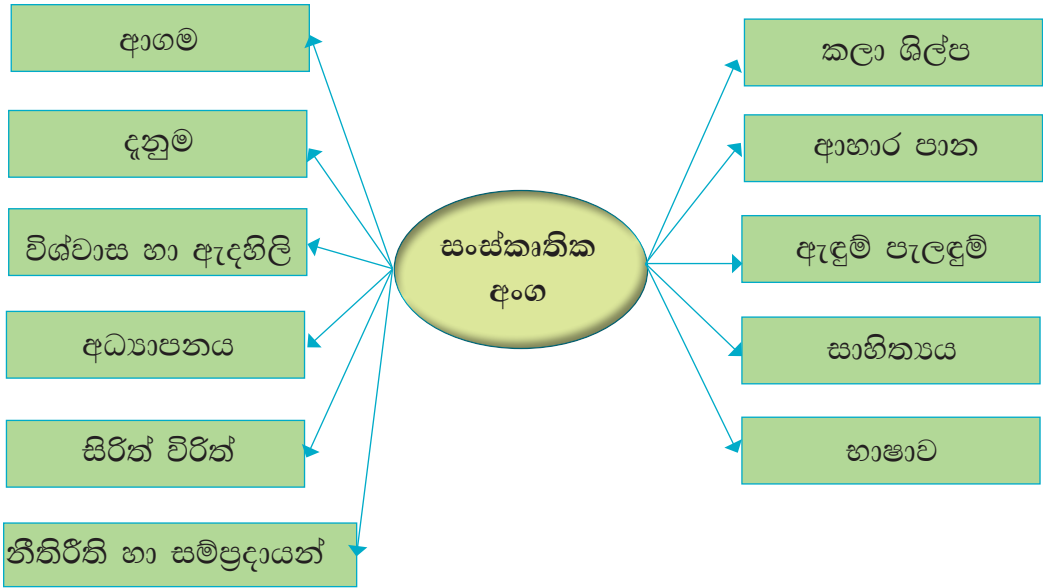 ආගම
දැනුම
විශ්වාස හා ඇදහිලි
අධ්‍යාපනය
සිරිත් විරිත්
නීතිරීති හා සම්ප්‍රදායන්
සංස්කෘතික
අංග
කලා ශිල්ප
ආහාර පාන
ඇඳුම් පැලඳුම්
සාහිත්‍යය
භාෂාව